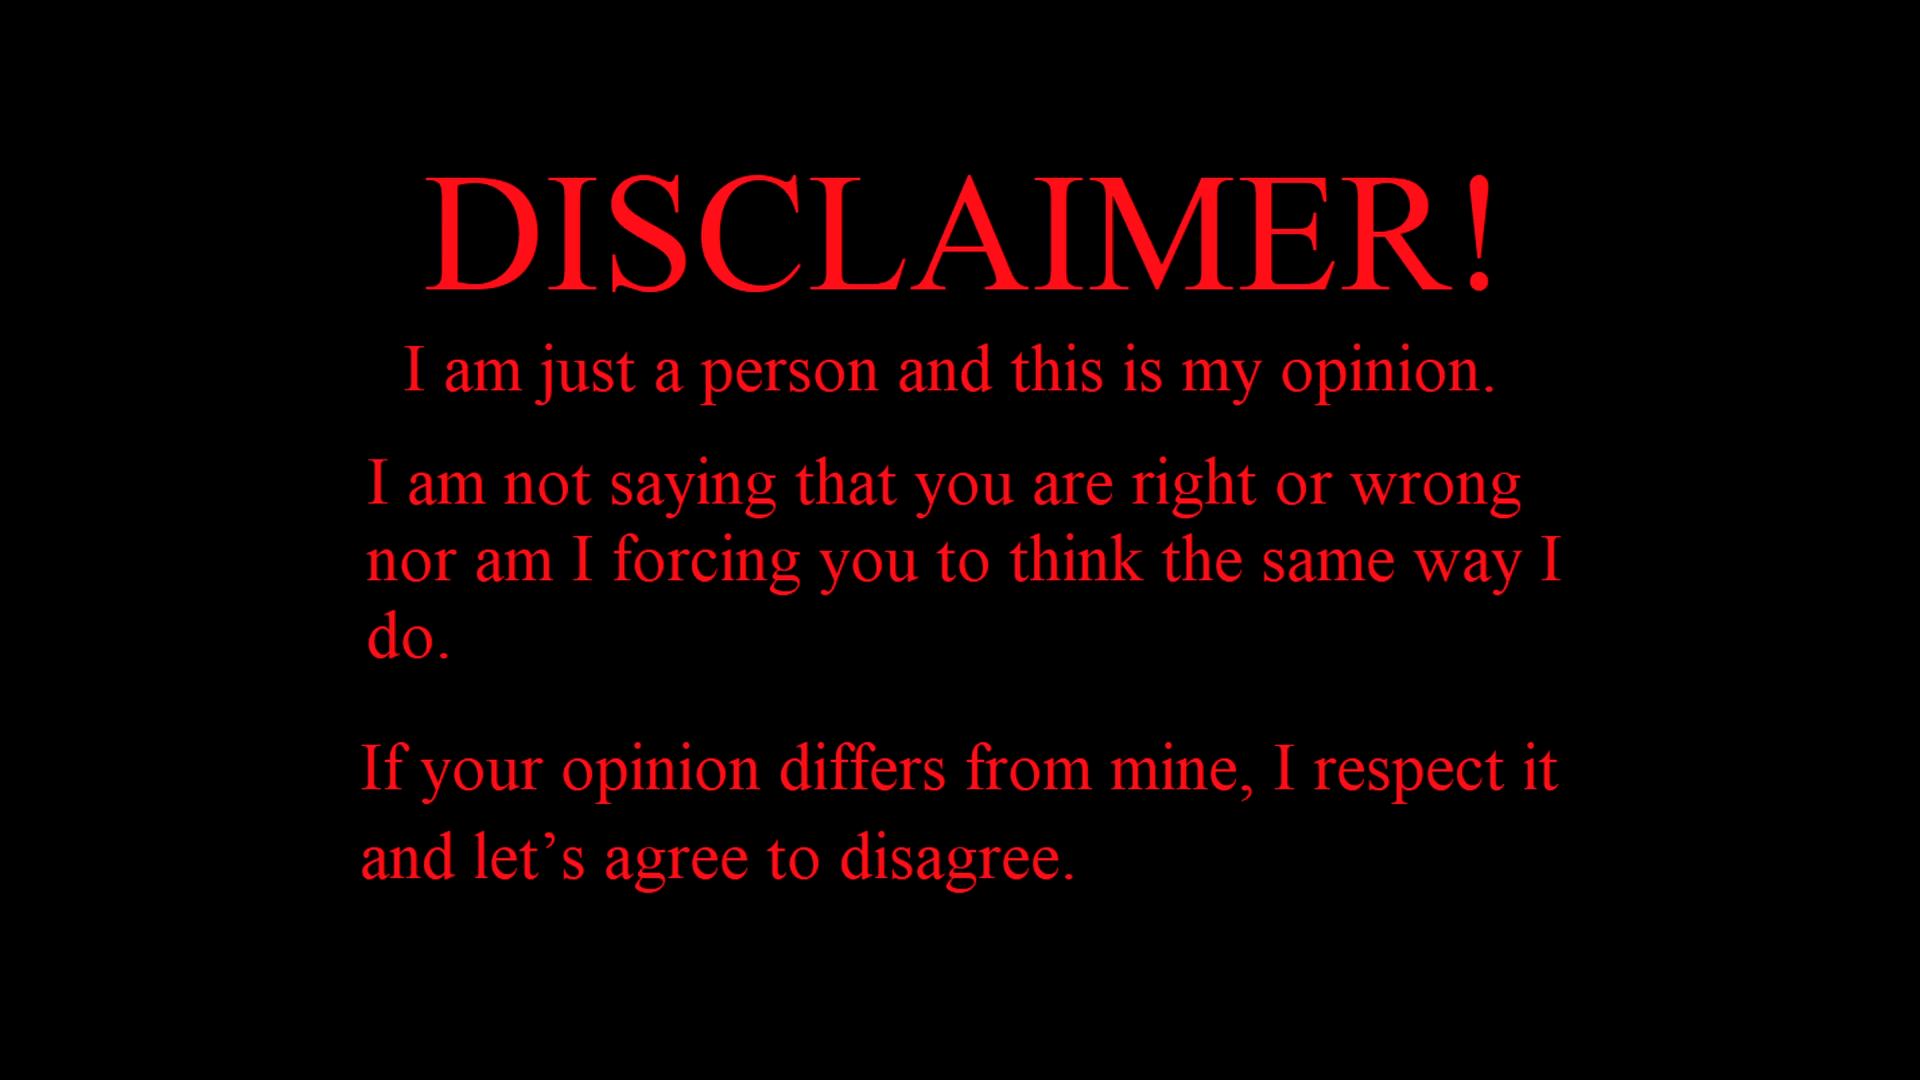 DISCLAIMER!
I am just a person and this is my opinion.
I am not saying that you are right or wrong
nor am I forcing you to think the same way I
do.
If your opinion differs from mine, I respect it
and let’s agree to disagree.